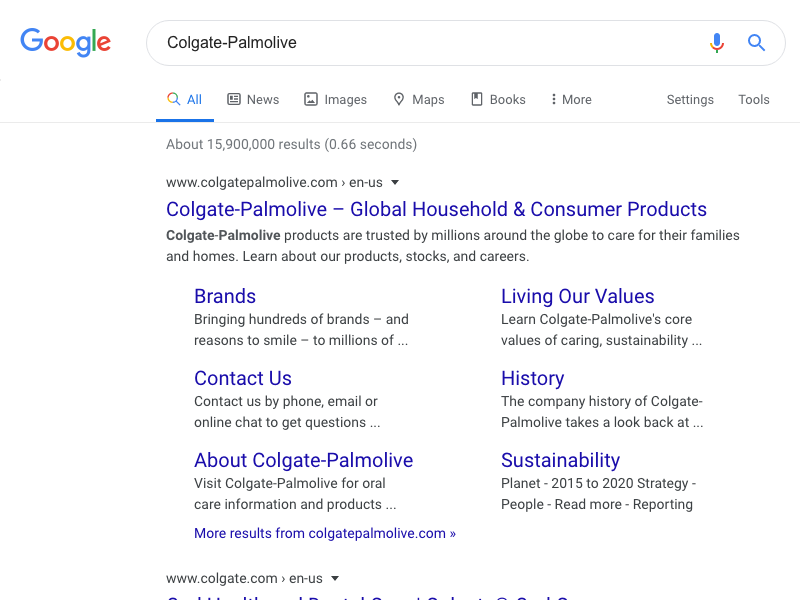 Google
Colgate-Palmolive
All
News
Images
Maps
Books
More
Settings
Tools
About 15,900,000 results (0.66 seconds)
www.colgatepalmolive.com › en-us
Colgate-Palmolive – Global Household & Consumer Products
Colgate-Palmolive products are trusted by millions around the globe to care for their families
and homes. Learn about our products, stocks, and careers.
Brands
Bringing hundreds of brands – and
reasons to smile – to millions of ...
Living Our Values
Learn Colgate-Palmolive's core
values of caring, sustainability ...
Contact Us
Contact us by phone, email or
online chat to get questions ...
History
The company history of Colgate-
Palmolive takes a look back at ...
About Colgate-Palmolive
Visit Colgate-Palmolive for oral
care information and products ...
Sustainability
Planet - 2015 to 2020 Strategy -
People - Read more - Reporting
More results from colgatepalmolive.com »
www.colgate.com › en-us